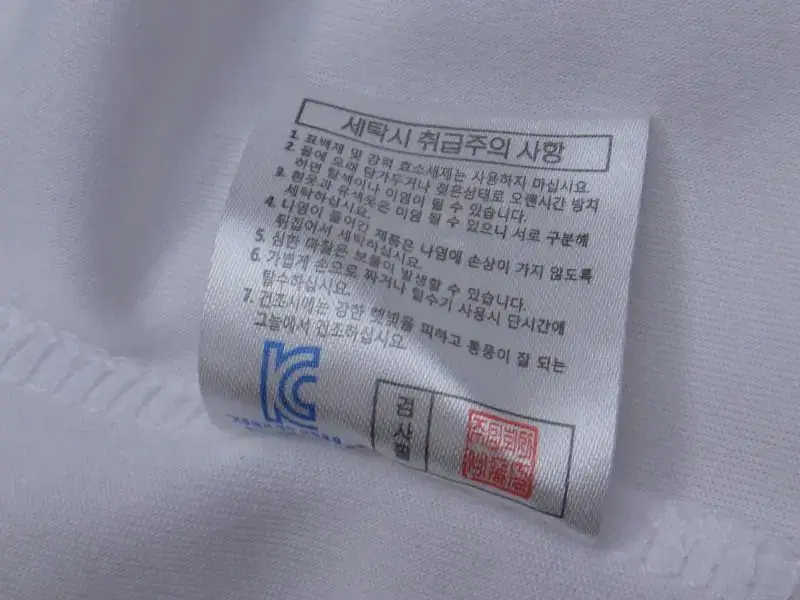 세탁시 취급주의 사항
1. 표백제 및 강력 효소세제는 사용하지 마십시요.
2. 물에 오래 담가두거나 젖은상태로 오랜시간 방치
하면 탈색이나 이염이 될 수 있습니다.
3. 흰옷과 유색옷은 이염 될 수 있으니 서로 구분해
세탁하십시요.
4. 나염이 들어간 제품은 나염에 손상이 가지 않도록
뒤집어서 세탁하십시요.
5. 심한 마찰은 보풀이 발생할 수 있습니다.
6. 가볍게 손으로 짜거나 탈수기 사용시 단시간에
탈수하십시요.
7. 건조시에는 강한 햇빛을 피하고 통풍이 잘 되는
그늘에서 건조하십시요.
검사필